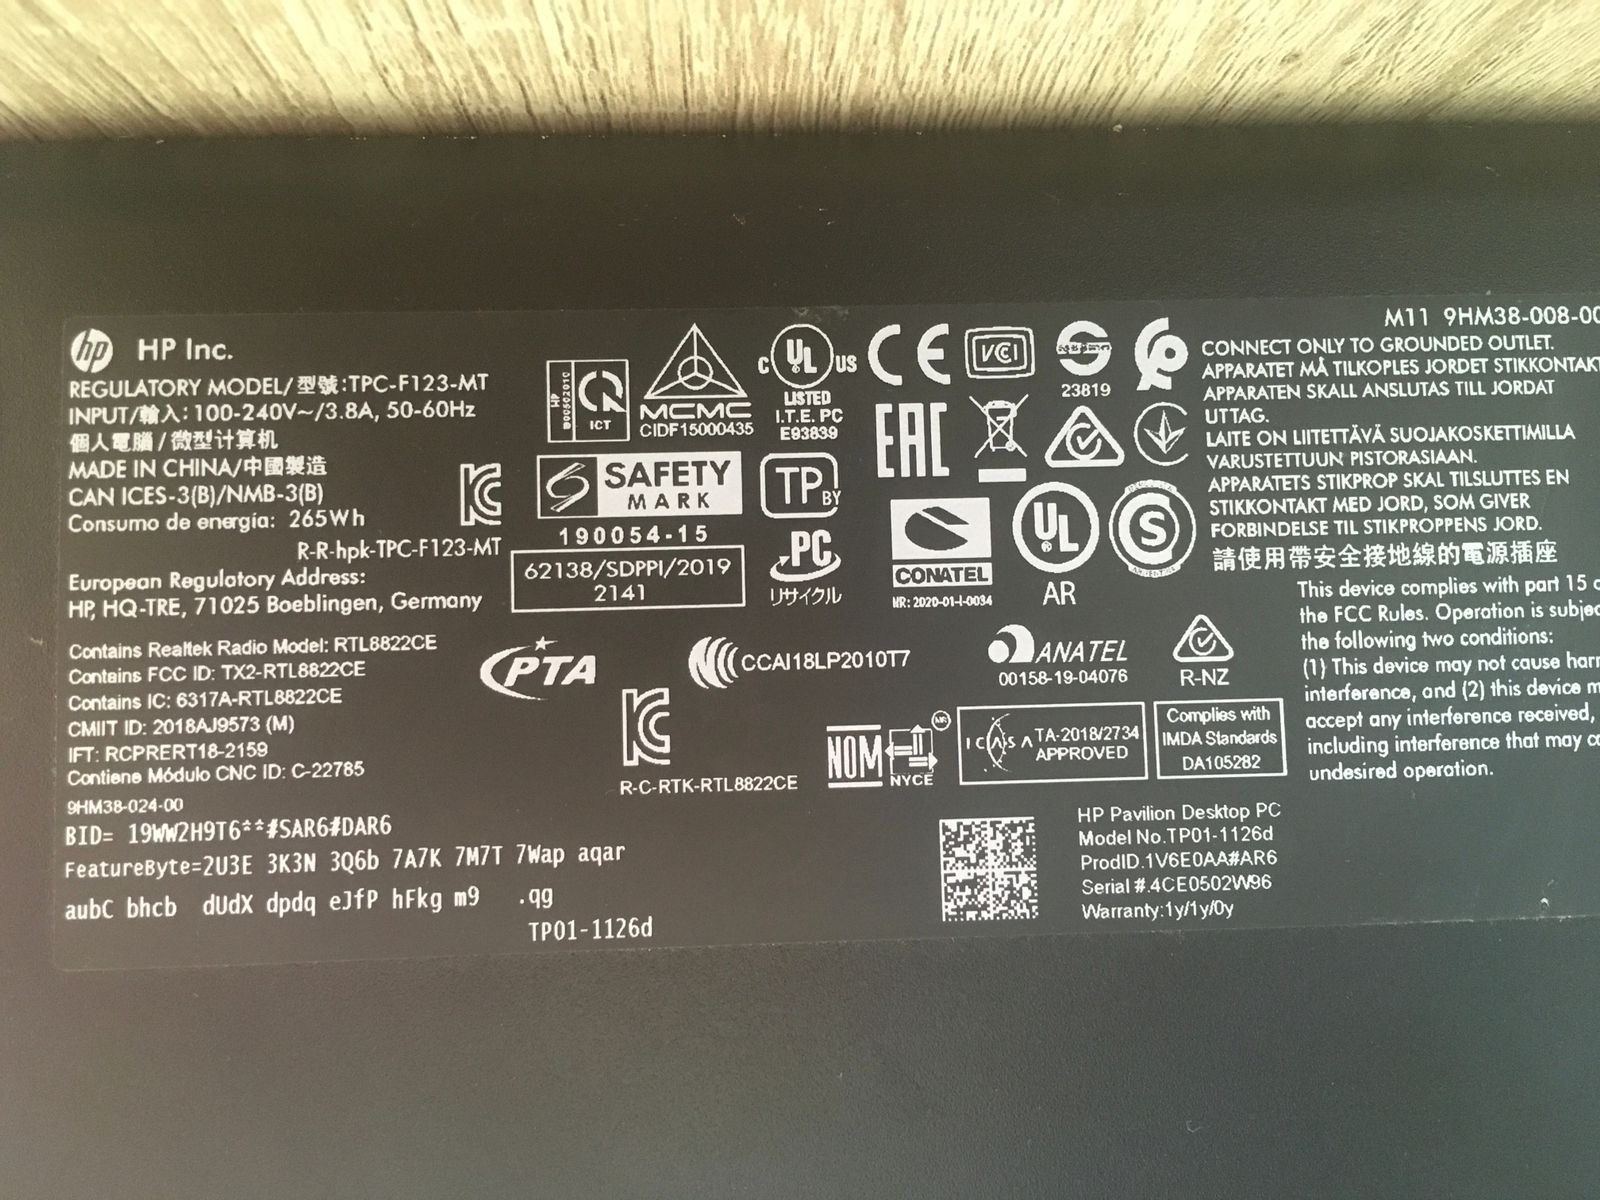 M11 9HM38-008-00
hp HP Inc.
REGULATORY MODEL/型號:TPC-F123-MT
INPUT/輸入: 100-240V~/3.8A, 50-60Hz
個人電腦/微型计算机
MADE IN CHINA/中國製造
CAN ICES-3(B)/NMB-3(B)
Consumo de energía: 265Wh
R-R-hpk-TPC-F123-MT
European Regulatory Address:
HP, HQ-TRE, 71025 Boeblingen, Germany
HP
ICT
MCMC
CIDF15000435
C UL US
LISTED
I.T.E. PC
E93839
CE
VCCI
23819
EAC
SAFETY
MARK
190054-15
62138/SDPPI/2019
2141
TP BY
PC
リサイクル
CONATEL
NR: 2020-01-I-0034
UL
AR
S
CONNECT ONLY TO GROUNDED OUTLET.
APPARATET MÅ TILKOPLES JORDET STIKKONTAKT
APPARATEN SKALL ANSLUTAS TILL JORDAT
UTTAG.
LAITE ON LIITETTÄVÄ SUOJAKOSKETTIMILLA
VARUSTETTUUN PISTORASIAAN.
APPARATETS STIKPROP SKAL TILSLUTTES EN
STIKKONTAKT MED JORD, SOM GIVER
FORBINDELSE TIL STIKPROPPENS JORD.
請使用帶安全接地線的電源插座
This device complies with part 15 o
the FCC Rules. Operation is subjec
the following two conditions:
(1) This device may not cause harr
interference, and (2) this device m
accept any interference received,
including interference that may ca
undesired operation.
Contains Realtek Radio Model: RTL8822CE
Contains FCC ID: TX2-RTL8822CE
Contains IC: 6317A-RTL8822CE
CMIIT ID: 2018AJ9573 (M)
IFT: RCPRERT18-2159
Contiene Módulo CNC ID: C-22785
PTA
CCAI18LP2010T7
R-C-RTK-RTL8822CE
ANATEL
00158-19-04076
R-NZ
NOM
NYCE
ICASA TA-2018/2734
APPROVED
Complies with
IMDA Standards
DA105282
9HM38-024-00
BID= 19WW2H9T6**#SAR6#DAR6
FeatureByte=2U3E 3K3N 3Q6b 7A7K 7M7T 7Wap aqar
aubC bhcb dUdX dpdq eJfP hFkg m9 .qg
TP01-1126d
HP Pavilion Desktop PC
Model No.TP01-1126d
ProdID.1V6E0AA#AR6
Serial #.4CE0502W96
Warranty:1y/1y/0y